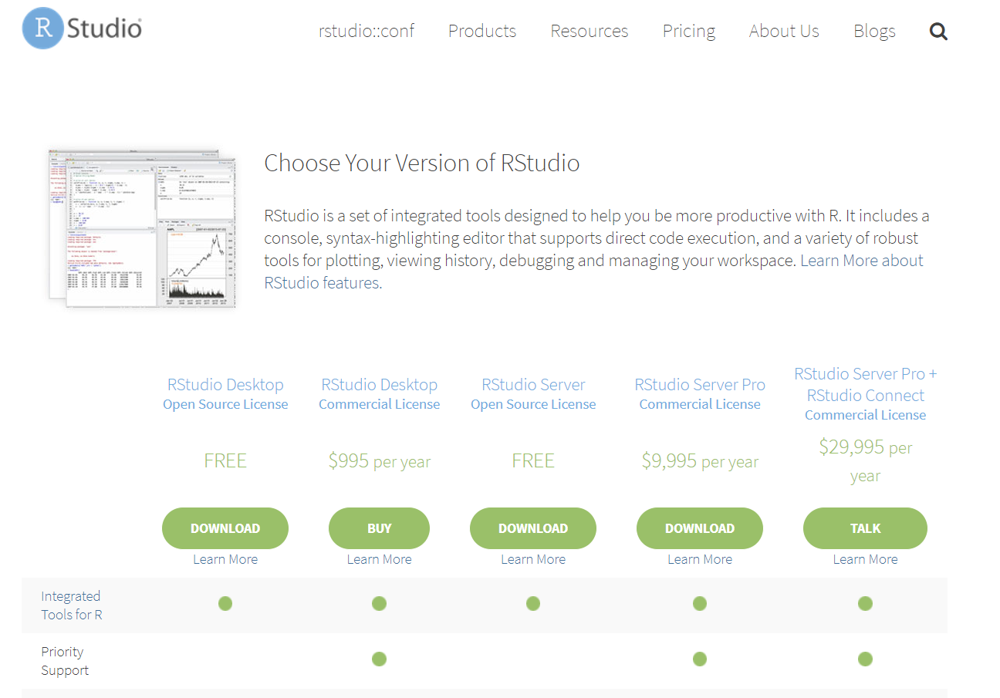 R Studio®
rstudio::conf Products Resources Pricing About Us Blogs
Choose Your Version of RStudio
RStudio is a set of integrated tools designed to help you be more productive with R. It includes a
console, syntax-highlighting editor that supports direct code execution, and a variety of robust
tools for plotting, viewing history, debugging and managing your workspace. Learn More about
RStudio features.
RStudio Desktop
Open Source License
FREE
DOWNLOAD
Learn More
RStudio Desktop
Commercial License
$995 per year
BUY
Learn More
RStudio Server
Open Source License
FREE
DOWNLOAD
Learn More
RStudio Server Pro
Commercial License
$9,995 per year
DOWNLOAD
Learn More
RStudio Server Pro +
RStudio Connect
Commercial License
$29,995 per
year
TALK
Learn More
Integrated
Tools for R
Priority
Support